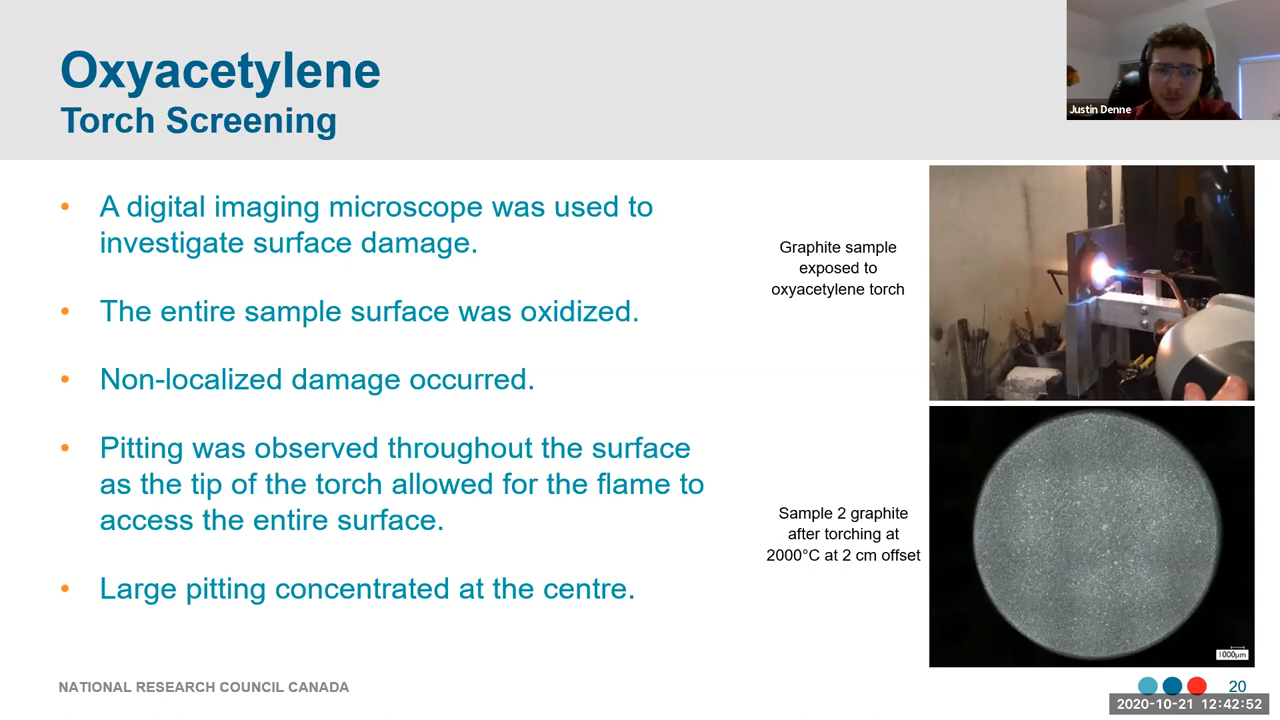 Oxyacetylene
Torch Screening
Justin Denne
• A digital imaging microscope was used to
investigate surface damage.
• The entire sample surface was oxidized.
• Non-localized damage occurred.
• Pitting was observed throughout the surface
as the tip of the torch allowed for the flame to
access the entire surface.
• Large pitting concentrated at the centre.
Graphite sample
exposed to
oxyacetylene torch
Sample 2 graphite
after torching at
2000°C at 2 cm offset
1000µm
NATIONAL RESEARCH COUNCIL CANADA
20
2020-10-21 12:42:52